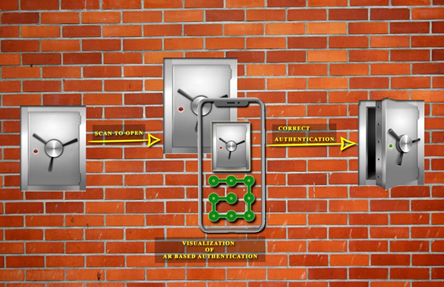 SCAN TO OPEN
CORRECT
AUTHENTICATION
VISUALIZATION
OF
AR BASED AUTHENTICATION